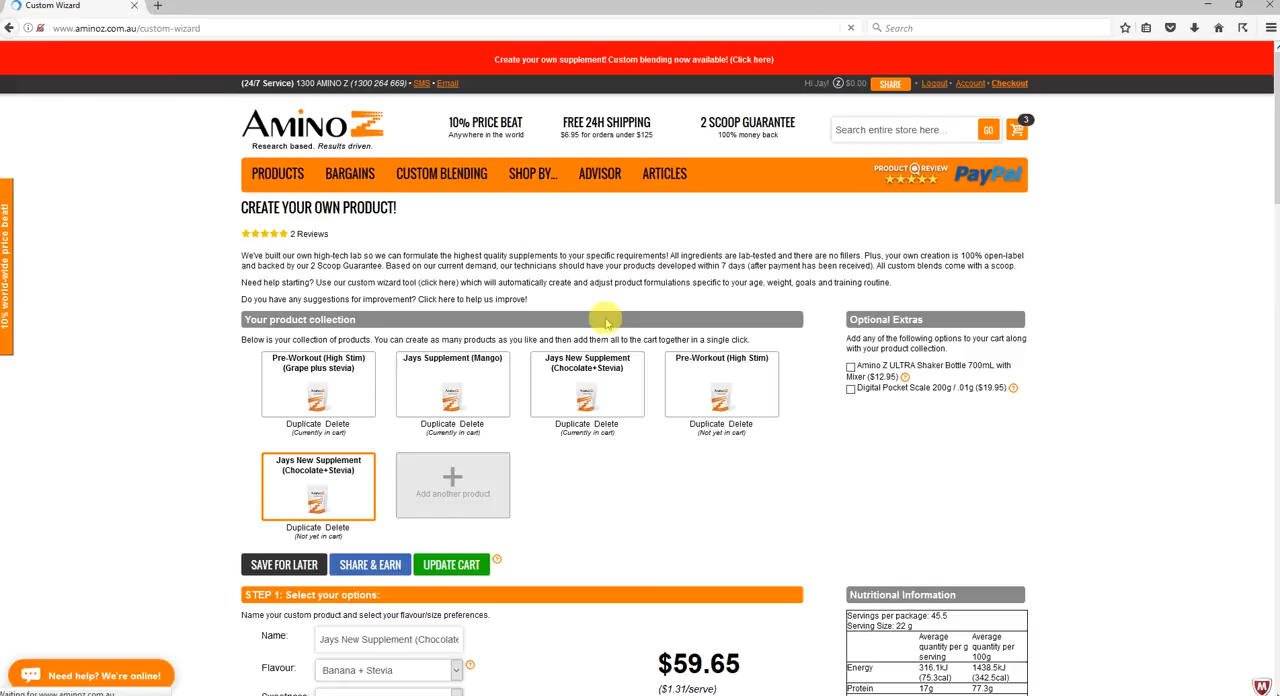 Custom Wizard
www.aminoz.com.au/custom-wizard
Search
Create your own supplement! Custom blending now available! (Click here)
(24/7 Service) 1300 AMINO Z (1300 264 669) • SMS • Email
Hi Jay! Z $0.00 SHARE • Logout • Account • Checkout
AMINO Z
Research based. Results driven.
10% PRICE BEAT
Anywhere in the world
FREE 24H SHIPPING
$6.95 for orders under $125
2 SCOOP GUARANTEE
100% money back
Search entire store here...
GO
3
PRODUCTS BARGAINS CUSTOM BLENDING SHOP BY... ADVISOR ARTICLES
PRODUCT REVIEW
PayPal
10% world-wide price beat!
CREATE YOUR OWN PRODUCT!
2 Reviews
We've built our own high-tech lab so we can formulate the highest quality supplements to your specific requirements! All ingredients are lab-tested and there are no fillers. Plus, your own creation is 100% open-label
and backed by our 2 Scoop Guarantee. Based on our current demand, our technicians should have your products developed within 7 days (after payment has been received). All custom blends come with a scoop.
Need help starting? Use our custom wizard tool (click here) which will automatically create and adjust product formulations specific to your age, weight, goals and training routine.
Do you have any suggestions for improvement? Click here to help us improve!
Your product collection
Below is your collection of products. You can create as many products as you like and then add them all to the cart together in a single click.
Pre-Workout (High Stim)
(Grape plus stevia)
Duplicate Delete
(Currently in cart)
Jays Supplement (Mango)
Duplicate Delete
(Currently in cart)
Jays New Supplement
(Chocolate+Stevia)
Duplicate Delete
(Currently in cart)
Pre-Workout (High Stim)
Duplicate Delete
(Not yet in cart)
Jays New Supplement
(Chocolate+Stevia)
Duplicate Delete
(Not yet in cart)
+
Add another product
Optional Extras
Add any of the following options to your cart along
with your product collection.
Amino Z ULTRA Shaker Bottle 700mL with
Mixer ($12.95) ?
Digital Pocket Scale 200g / .01g ($19.95) ?
SAVE FOR LATER SHARE & EARN UPDATE CART ?
STEP 1: Select your options:
Name your custom product and select your flavour/size preferences.
Name: Jays New Supplement (Chocolate
Flavour: Banana + Stevia ?
$59.65
($1.31/serve)
Nutritional Information
Servings per package: 45.5
Serving Size: 22 g
Average
quantity per g
serving
Average
quantity per
100g
Energy 316.1kJ 1438.5kJ
(75.3cal) (342.5cal)
Protein 17g 77.3g
Need help? We're online!